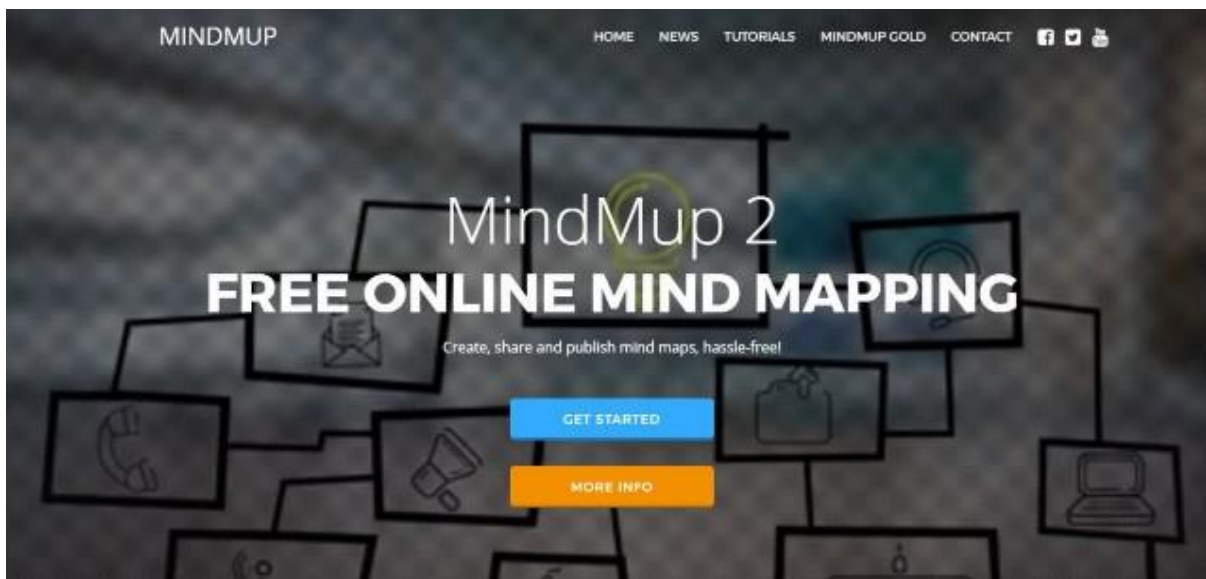 MINDMUP
HOME NEWS TUTORIALS MINDMUP GOLD CONTACT
MindMup 2
FREE ONLINE MIND MAPPING
Create, share and publish mind maps, hassle-free!
GET STARTED
MORE INFO